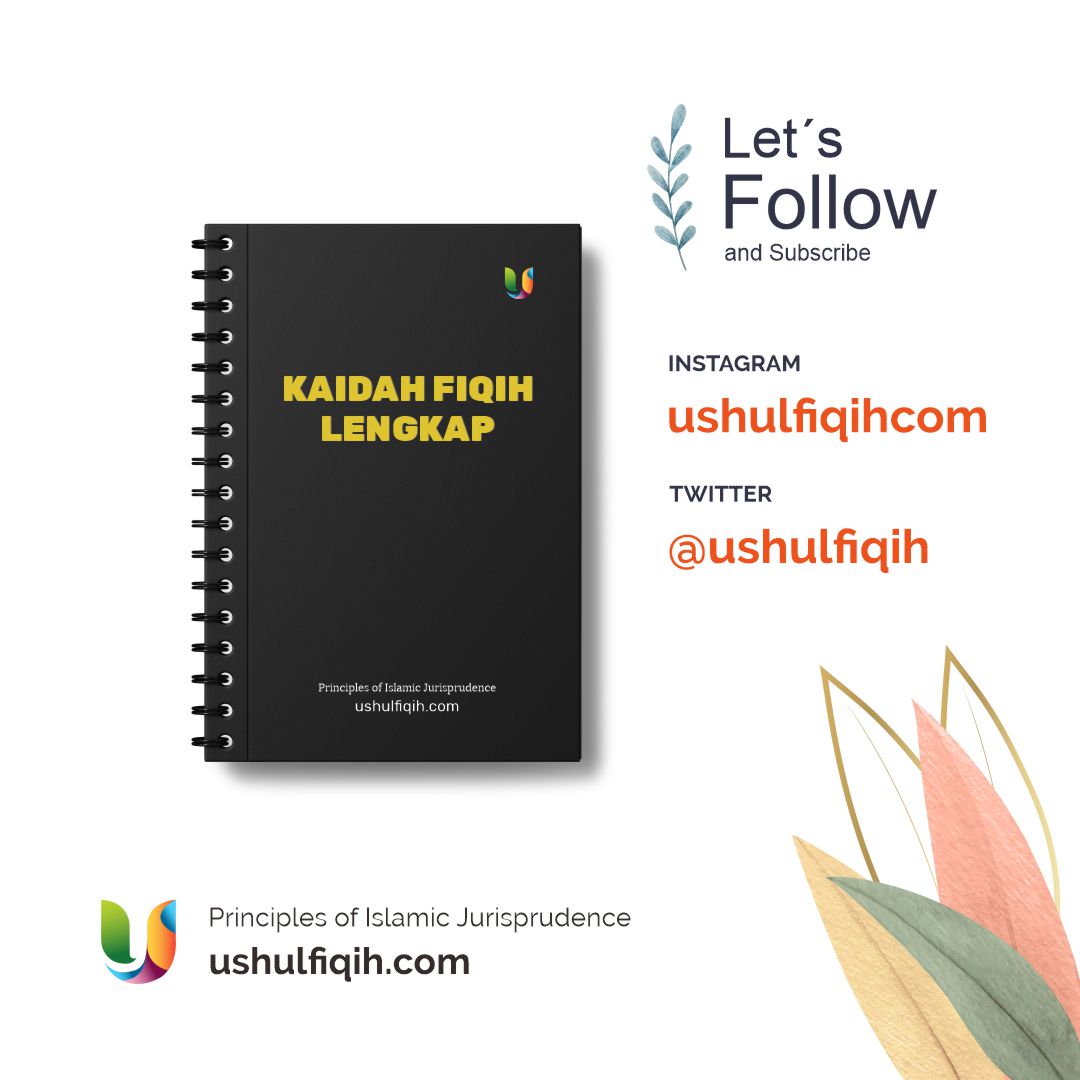 Let´s
Follow
and Subscribe
KAIDAH FIQIH
LENGKAP
Principles of Islamic Jurisprudence
ushulfiqih.com
INSTAGRAM
ushulfiqihcom
TWITTER
@ushulfiqih
Principles of Islamic Jurisprudence
ushulfiqih.com